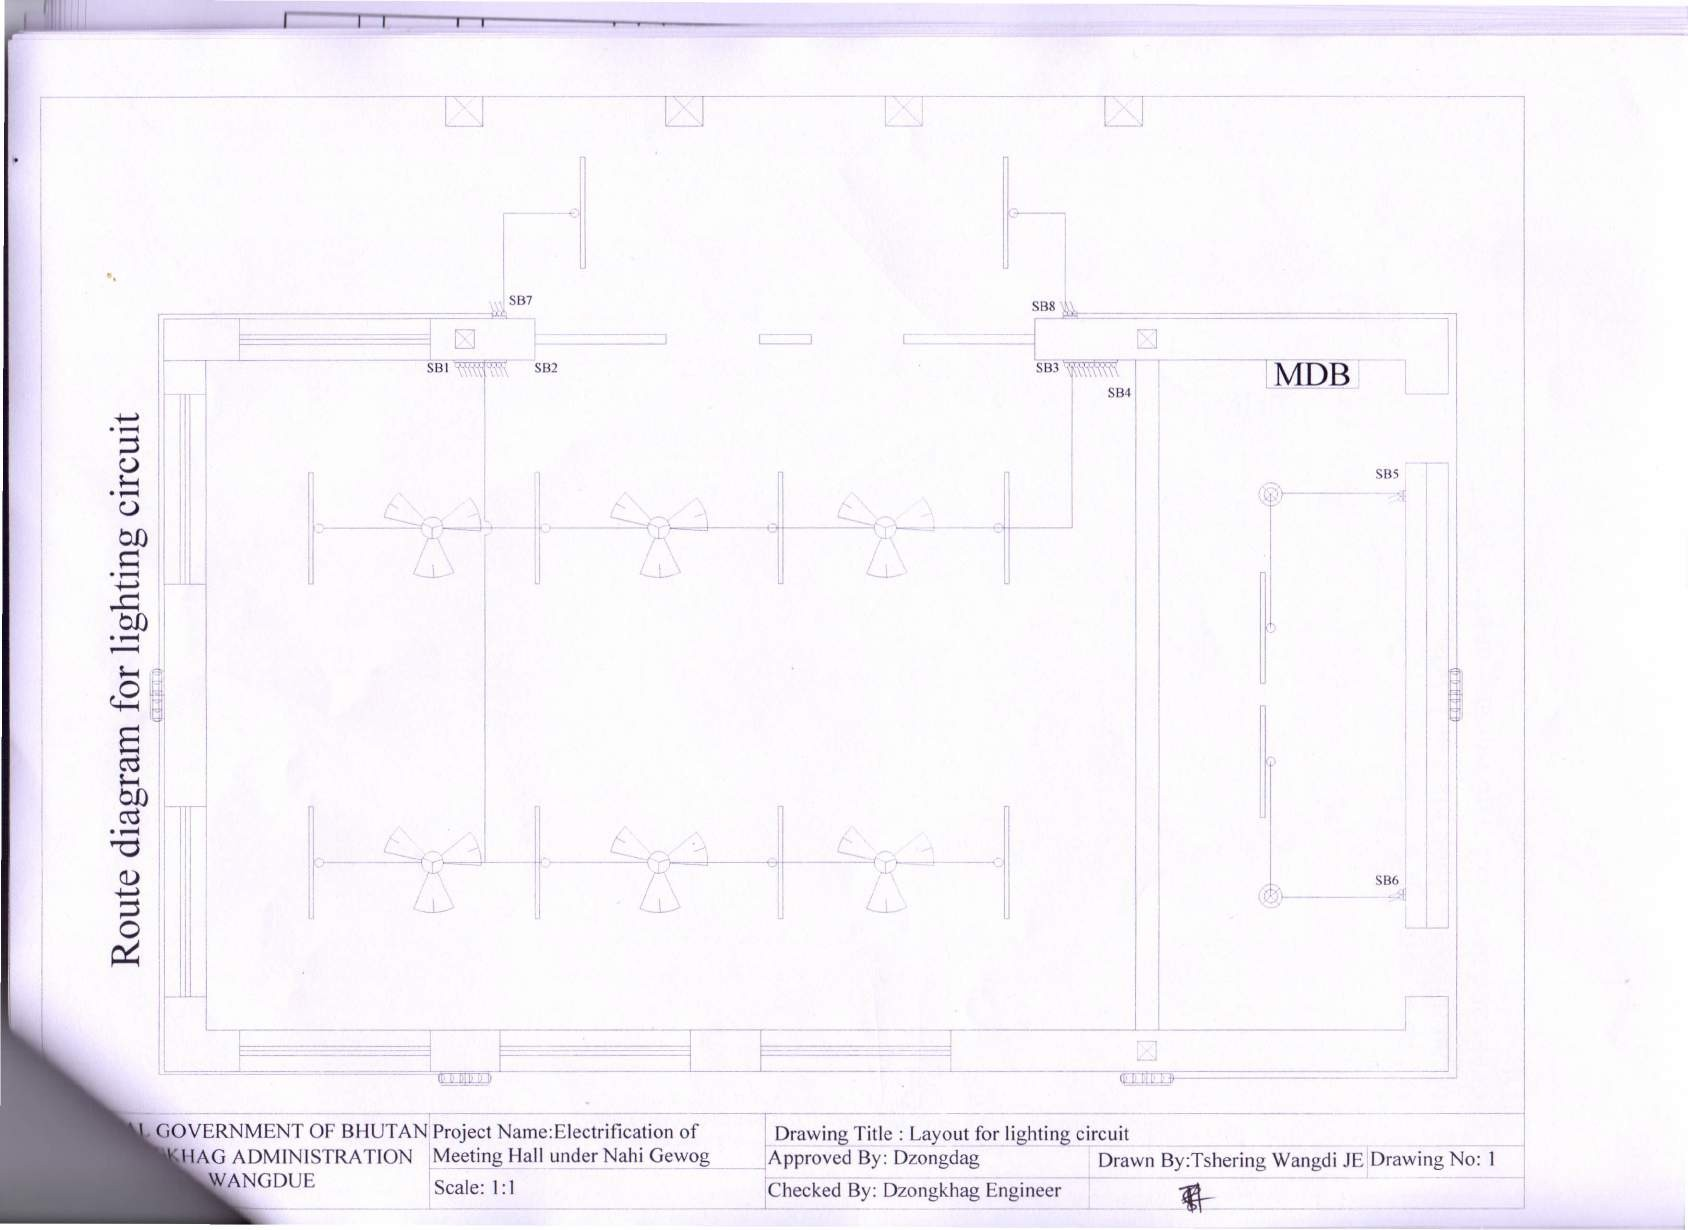 Route diagram for lighting circuit
SB7
SB8
SB1
SB2
SB3
SB4
MDB
SB5
SB6
GOVERNMENT OF BHUTAN
ADMINISTRATION
WANGDUE
Project Name:Electrification of
Meeting Hall under Nahi Gewog
Scale: 1:1
Drawing Title : Layout for lighting circuit
Approved By: Dzongdag
Checked By: Dzongkhag Engineer
Drawn By:Tshering Wangdi JE
Drawing No: 1